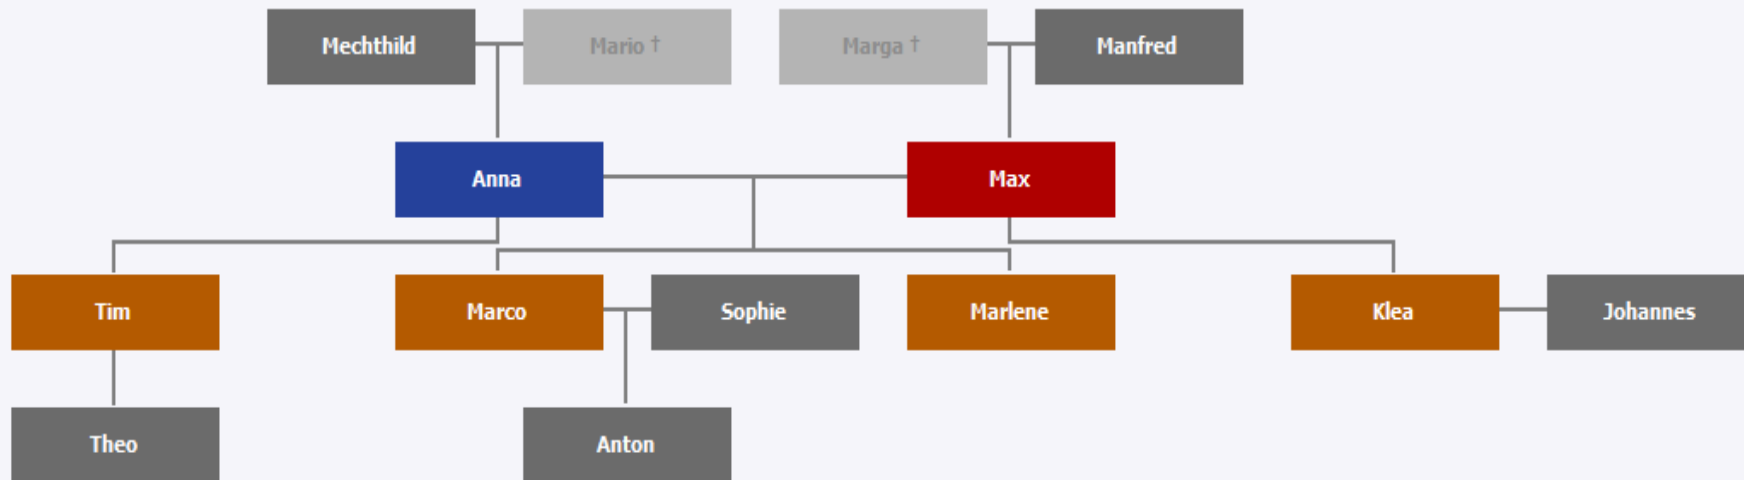 Mechthild
Mario †
Marga †
Manfred
Anna
Max
Tim
Marco
Sophie
Marlene
Klea
Johannes
Theo
Anton